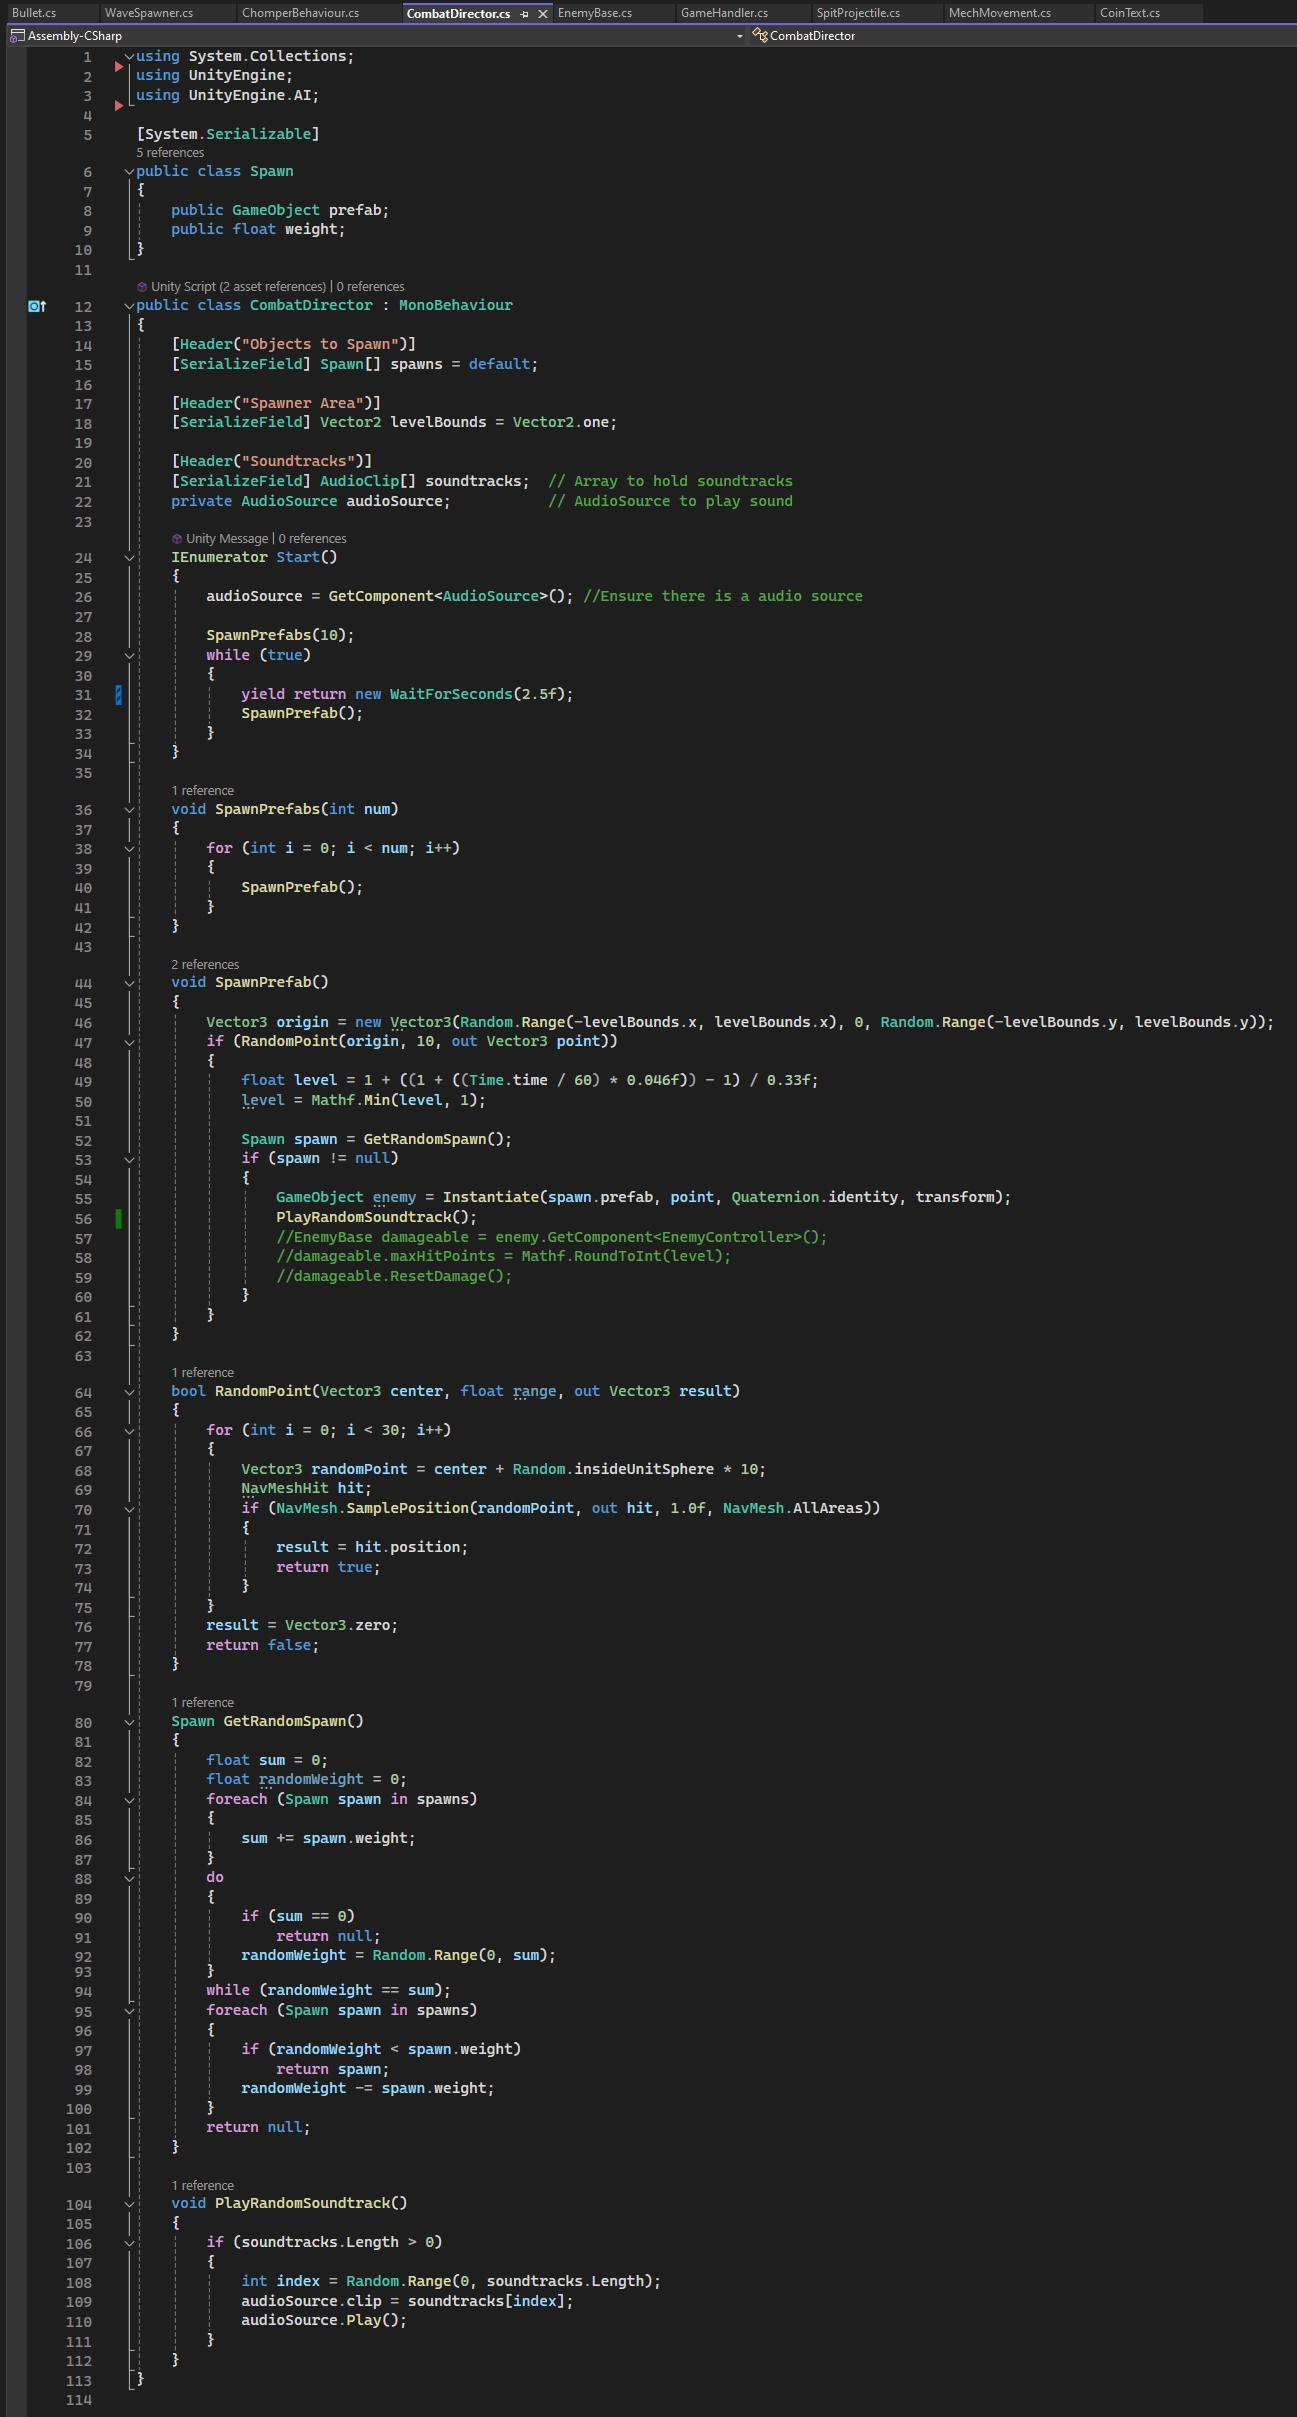 Bullet.cs WaveSpawner.cs ChomperBehaviour.cs CombatDirector.cs EnemyBase.cs GameHandler.cs SpitProjectile.cs MechMovement.cs CoinText.cs
Assembly-CSharp CombatDirector
1 using System.Collections;
2 using UnityEngine;
3 using UnityEngine.AI;
4
5 [System.Serializable]
5 references
6 public class Spawn
7 {
8 public GameObject prefab;
9 public float weight;
10 }
11
Unity Script (2 asset references) | 0 references
12 public class CombatDirector : MonoBehaviour
13 {
14 [Header("Objects to Spawn")]
15 [SerializeField] Spawn[] spawns = default;
16
17 [Header("Spawner Area")]
18 [SerializeField] Vector2 levelBounds = Vector2.one;
19
20 [Header("Soundtracks")]
21 [SerializeField] AudioClip[] soundtracks; // Array to hold soundtracks
22 private AudioSource audioSource; // AudioSource to play sound
23
Unity Message | 0 references
24 IEnumerator Start()
25 {
26 audioSource = GetComponent<AudioSource>(); //Ensure there is a audio source
27
28 SpawnPrefabs(10);
29 while (true)
30 {
31 yield return new WaitForSeconds(2.5f);
32 SpawnPrefab();
33 }
34 }
35
1 reference
36 void SpawnPrefabs(int num)
37 {
38 for (int i = 0; i < num; i++)
39 {
40 SpawnPrefab();
41 }
42 }
43
2 references
44 void SpawnPrefab()
45 {
46 Vector3 origin = new Vector3(Random.Range(-levelBounds.x, levelBounds.x), 0, Random.Range(-levelBounds.y, levelBounds.y));
47 if (RandomPoint(origin, 10, out Vector3 point))
48 {
49 float level = 1 + ((1 + ((Time.time / 60) * 0.046f)) - 1) / 0.33f;
50 level = Mathf.Min(level, 1);
51
52 Spawn spawn = GetRandomSpawn();
53 if (spawn != null)
54 {
55 GameObject enemy = Instantiate(spawn.prefab, point, Quaternion.identity, transform);
56 PlayRandomSoundtrack();
57 //EnemyBase damageable = enemy.GetComponent<EnemyController>();
58 //damageable.maxHitPoints = Mathf.RoundToInt(level);
59 //damageable.ResetDamage();
60 }
61 }
62 }
63
1 reference
64 bool RandomPoint(Vector3 center, float range, out Vector3 result)
65 {
66 for (int i = 0; i < 30; i++)
67 {
68 Vector3 randomPoint = center + Random.insideUnitSphere * 10;
69 NavMeshHit hit;
70 if (NavMesh.SamplePosition(randomPoint, out hit, 1.0f, NavMesh.AllAreas))
71 {
72 result = hit.position;
73 return true;
74 }
75 }
76 result = Vector3.zero;
77 return false;
78 }
79
1 reference
80 Spawn GetRandomSpawn()
81 {
82 float sum = 0;
83 float randomWeight = 0;
84 foreach (Spawn spawn in spawns)
85 {
86 sum += spawn.weight;
87 }
88 do
89 {
90 if (sum == 0)
91 return null;
92 randomWeight = Random.Range(0, sum);
93 }
94 while (randomWeight == sum);
95 foreach (Spawn spawn in spawns)
96 {
97 if (randomWeight < spawn.weight)
98 return spawn;
99 randomWeight -= spawn.weight;
100 }
101 return null;
102 }
103
1 reference
104 void PlayRandomSoundtrack()
105 {
106 if (soundtracks.Length > 0)
107 {
108 int index = Random.Range(0, soundtracks.Length);
109 audioSource.clip = soundtracks[index];
110 audioSource.Play();
111 }
112 }
113 }
114